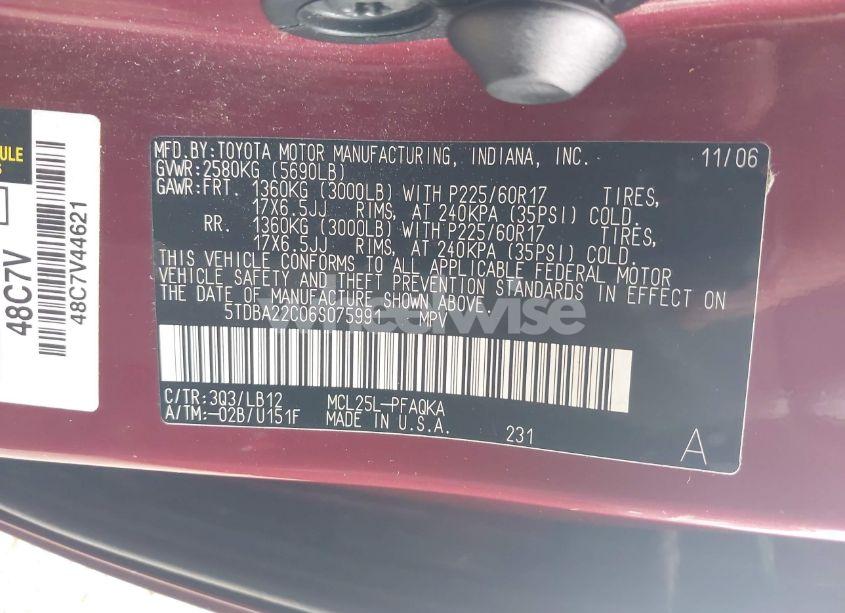 ULE
48C7V
48C7V44621
MFD.BY:TOYOTA MOTOR MANUFACTURING, INDIANA, INC. 11/06
GVWR:2580KG (5690LB)
GAWR:FRT. 1360KG (3000LB) WITH P225/60R17 TIRES,
17X6.5JJ RIMS, AT 240KPA (35PSI) COLD.
RR. 1360KG (3000LB) WITH P225/60R17 TIRES,
17X6.5JJ RIMS, AT 240KPA (35PSI) COLD.
THIS VEHICLE CONFORMS TO ALL APPLICABLE FEDERAL MOTOR
VEHICLE SAFETY AND THEFT PREVENTION STANDARDS IN EFFECT ON
THE DATE OF MANUFACTURE SHOWN ABOVE.
5TDBA22C06S075991 MPV
wheelwise
C/TR:3Q3/LB12 MCL25L-PFAQKA
A/TM:-02B/U151F MADE IN U.S.A. 231
A